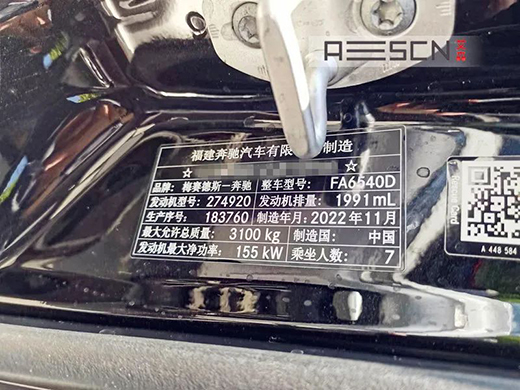 AESCN
福建奔驰汽车有限 制造
☆ ☆
品牌: 梅赛德斯—奔驰 整车型号: FA6540D
发动机型号: 274920 发动机排量: 1991mL
生产序号: 183760 制造年月: 2022年11月
最大允许总质量: 3100 kg 制造国: 中国
发动机最大净功率: 155 kW 乘坐人数: 7
A 448 584